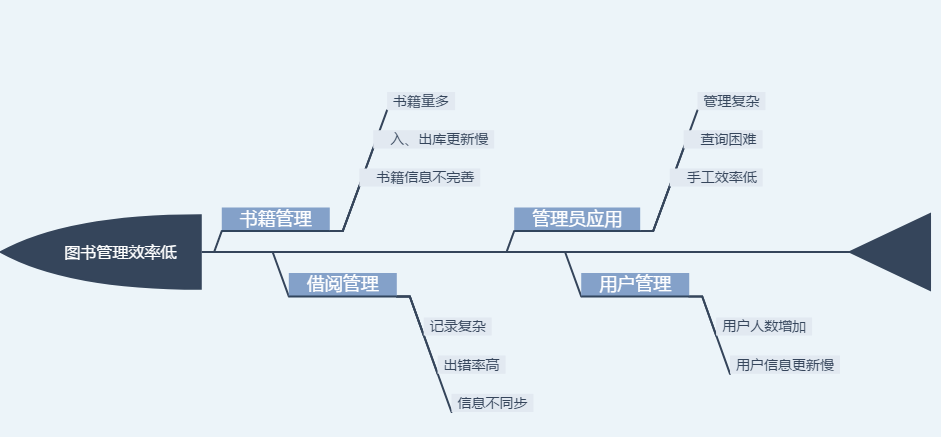 图书管理效率低
书籍管理
书籍量多
入、出库更新慢
书籍信息不完善
管理员应用
管理复杂
查询困难
手工效率低
借阅管理
记录复杂
出错率高
信息不同步
用户管理
用户人数增加
用户信息更新慢